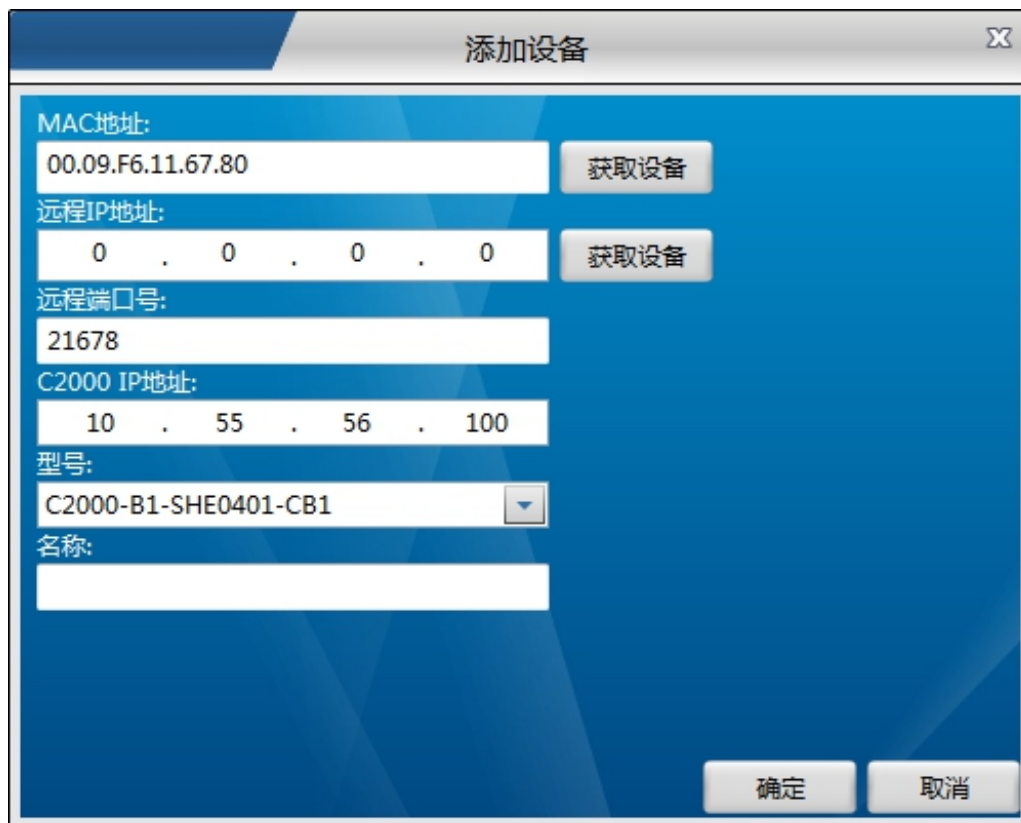 添加设备
MAC地址:
00.09.F6.11.67.80 获取设备
远程IP地址:
0 . 0 . 0 . 0 获取设备
远程端口号:
21678
C2000 IP地址:
10 . 55 . 56 . 100
型号:
C2000-B1-SHE0401-CB1
名称:
确定 取消